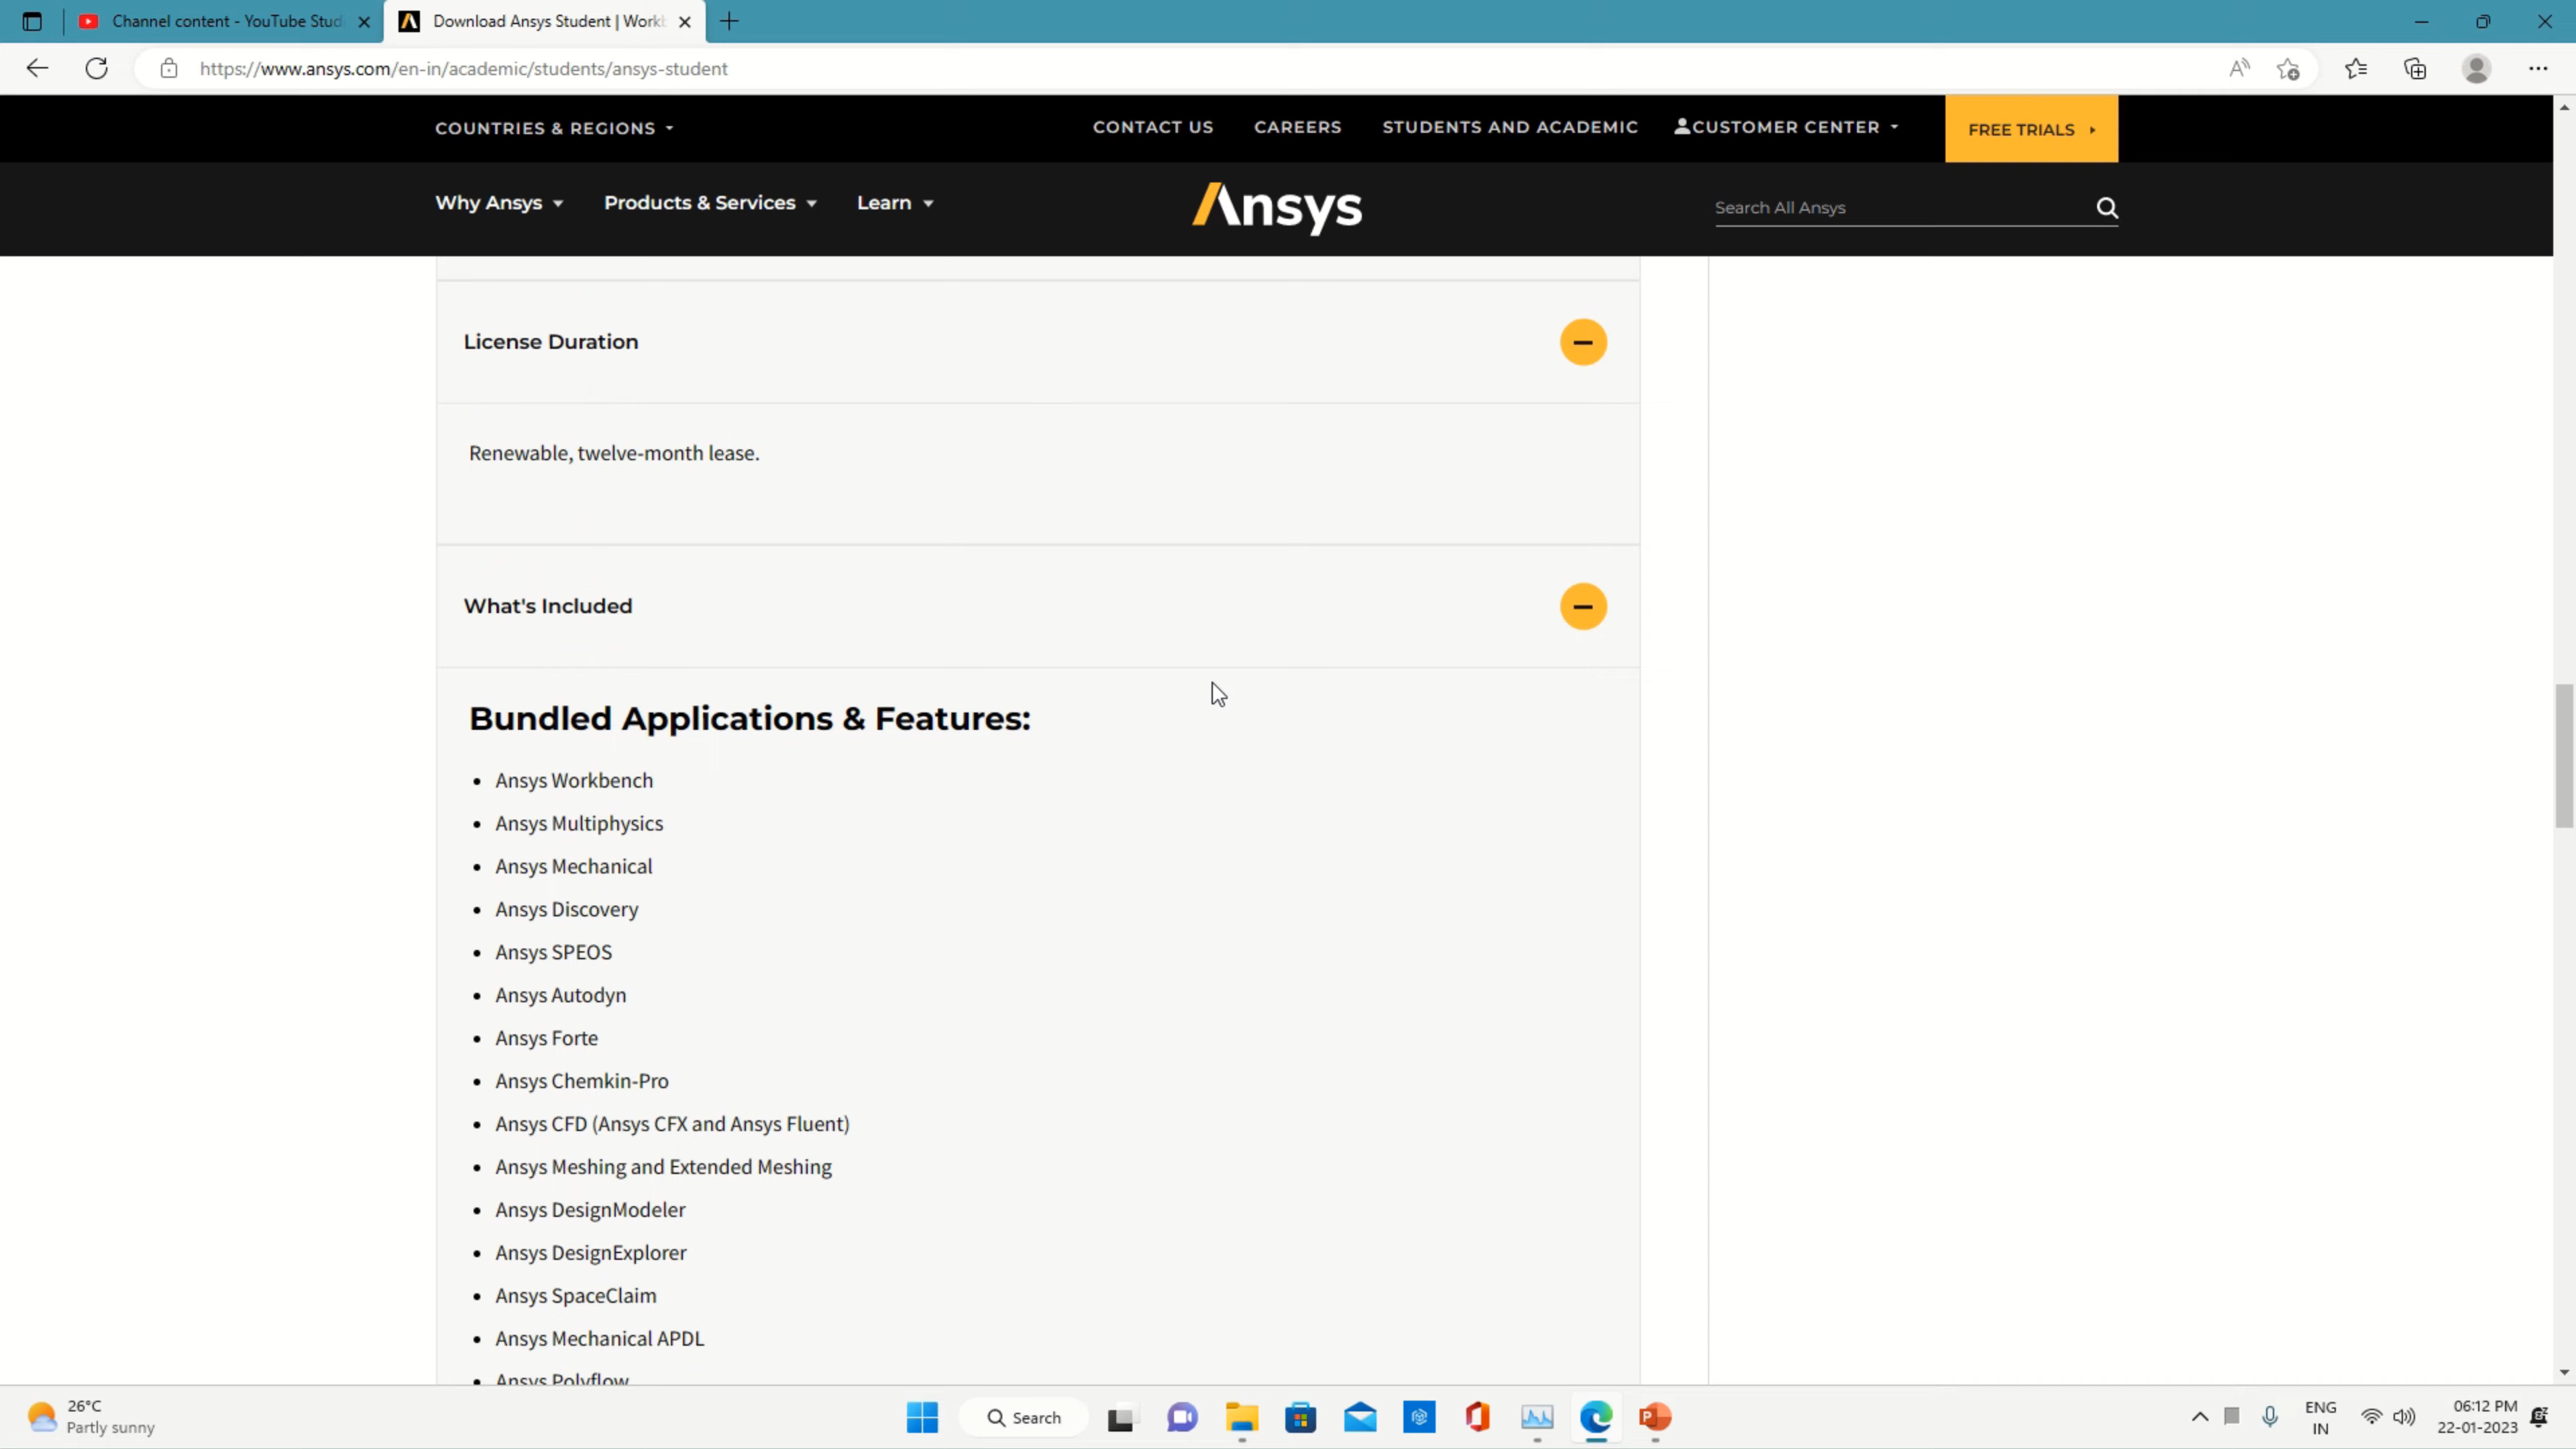 Channel content - YouTube Stud
Download Ansys Student | Workb
https://www.ansys.com/en-in/academic/students/ansys-student
COUNTRIES & REGIONS
CONTACT US
CAREERS
STUDENTS AND ACADEMIC
CUSTOMER CENTER
FREE TRIALS
Why Ansys
Products & Services
Learn
Ansys
Search All Ansys
License Duration
Renewable, twelve-month lease.
What's Included
Bundled Applications & Features:
• Ansys Workbench
• Ansys Multiphysics
• Ansys Mechanical
• Ansys Discovery
• Ansys SPEOS
• Ansys Autodyn
• Ansys Forte
• Ansys Chemkin-Pro
• Ansys CFD (Ansys CFX and Ansys Fluent)
• Ansys Meshing and Extended Meshing
• Ansys DesignModeler
• Ansys DesignExplorer
• Ansys SpaceClaim
• Ansys Mechanical APDL
• Ansys Polyflow
26°C
Partly sunny
Search
ENG
IN
06:12 PM
22-01-2023